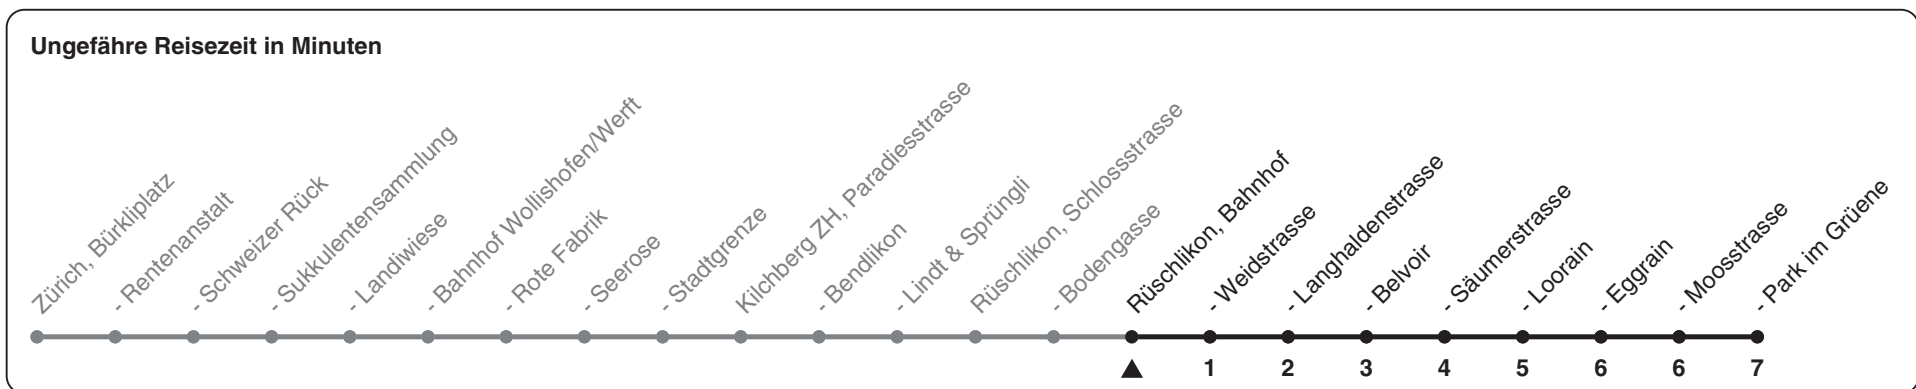 Ungefähre Reisezeit in Minuten
Zürich, Bürkliplatz
- Rentenanstalt
- Schweizer Rück
- Sukkulentensammlung
- Landiwiese
- Bahnhof Wollishofen/Werft
- Rote Fabrik
- Seerose
- Stadtgrenze
Kilchberg ZH, Paradiesstrasse
- Bendlikon
- Lindt & Sprüngli
Rüschlikon, Schlossstrasse
- Bodengasse
Rüschlikon, Bahnhof
- Weidstrasse
- Langhaldenstrasse
- Belvoir
- Säumerstrasse
- Loorain
- Eggrain
- Moosstrasse
- Park im Grüene
1 2 3 4 5 6 6 7